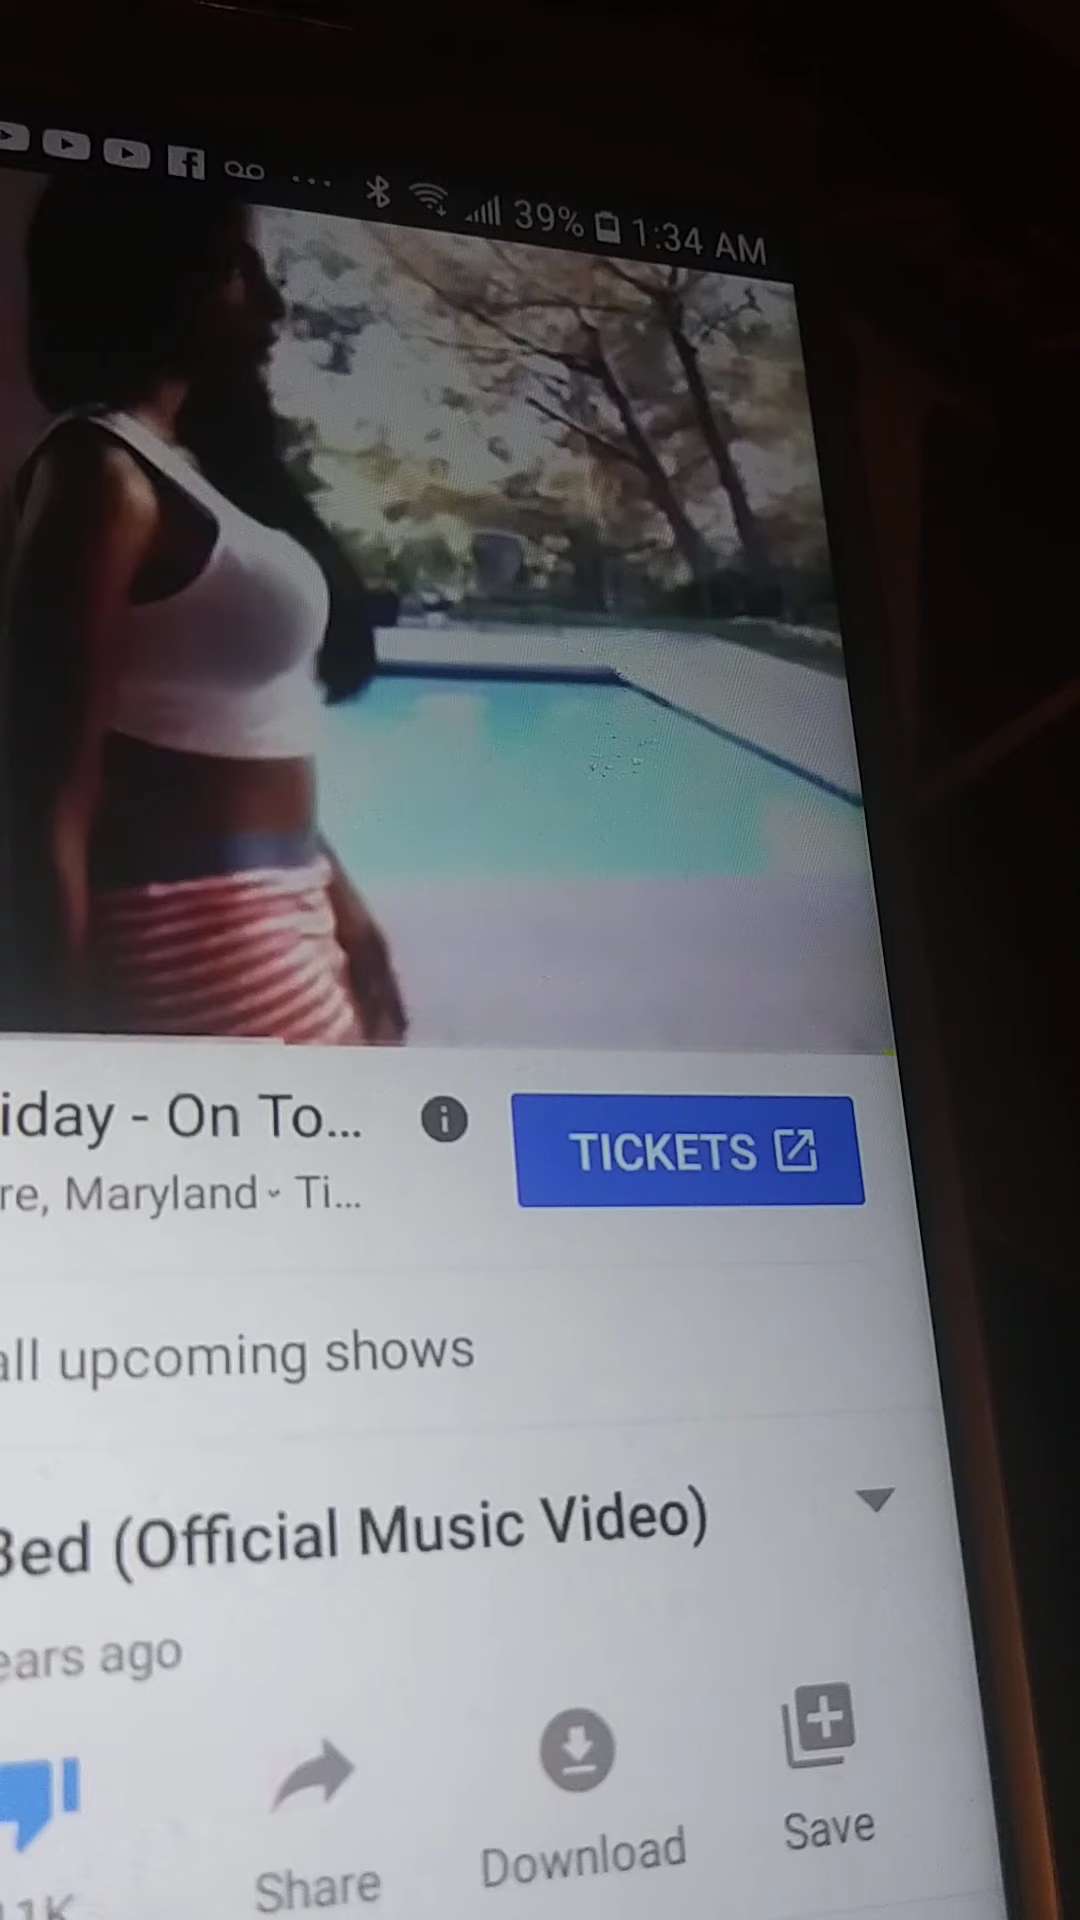 39% 1:34 AM
iday - On To...
TICKETS
re, Maryland · Ti...
all upcoming shows
Bed (Official Music Video)
ears ago
Share
Download
Save
11K